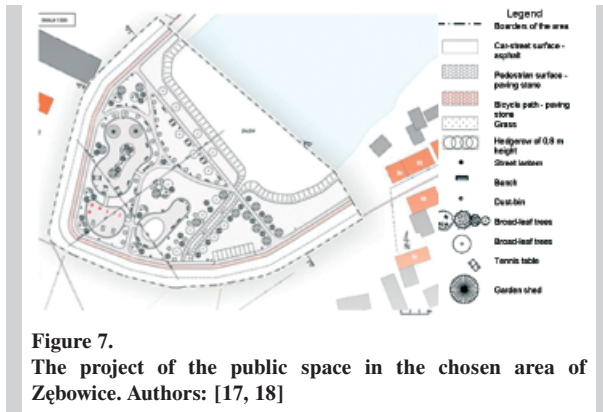 Legend
Boarders of the area
Car-street surface -
asphalt
Pedestrian surface -
paving stone
Bicycle path - paving
stone
Grass
Hedgerow of 0,8 m
height
Street lantern
Bench
Dust-bin
Broad-leaf trees
Broad-leaf trees
Tennis table
Garden shed
Figure 7.
The project of the public space in the chosen area of
Zębowice. Authors: [17, 18]